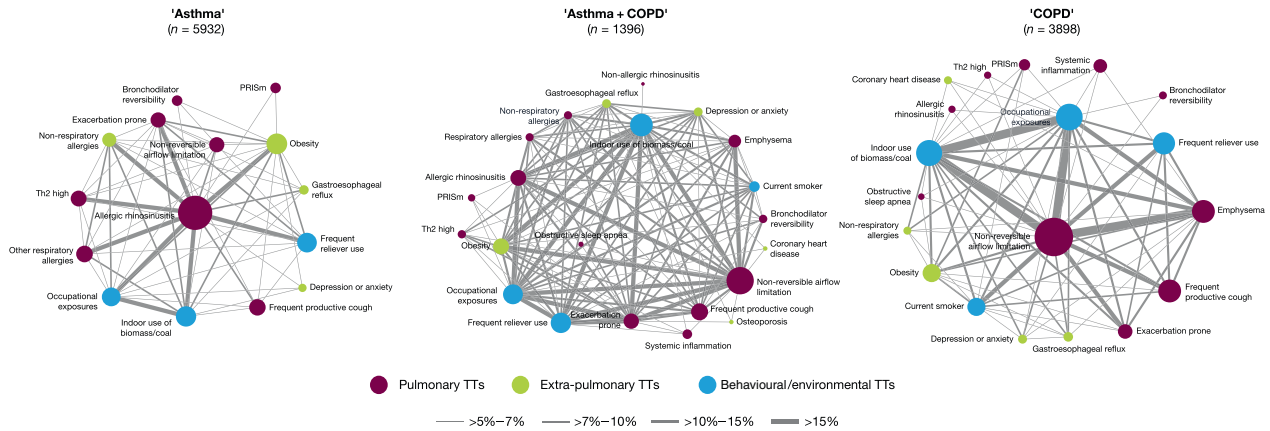 'Asthma'
(n = 5932)
Bronchodilator
reversibility
PRISm
Exacerbation prone
Non-respiratory
allergies
Non-reversible
airflow limitation
Obesity
Th2 high
Gastroesophageal
reflux
Allergic rhinosinusitis
Other respiratory
allergies
Frequent
reliever use
Occupational
exposures
Depression or anxiety
Frequent productive cough
Indoor use of
biomass/coal
'Asthma + COPD'
(n = 1396)
Non-allergic rhinosinusitis
Gastroesophageal reflux
Non-respiratory
allergies
Depression or anxiety
Respiratory allergies
Indoor use of biomass/coal
Emphysema
Allergic rhinosinusitis
Current smoker
PRISm
Bronchodilator
reversibility
Th2 high
Obstructive sleep apnea
Obesity
Coronary heart
disease
Non-reversible airflow
limitation
Occupational
exposures
Frequent productive cough
Frequent reliever use
Exacerbation
prone
Osteoporosis
Systemic inflammation
'COPD'
(n = 3898)
Th2 high
PRISm
Systemic
inflammation
Coronary heart disease
Bronchodilator
reversibility
Allergic
rhinosinusitis
Occupational
exposures
Indoor use
of biomass/coal
Frequent reliever use
Obstructive
sleep apnea
Emphysema
Non-respiratory
allergies
Non-reversible
airflow limitation
Obesity
Frequent
productive cough
Current smoker
Exacerbation prone
Depression or anxiety
Gastroesophageal reflux
Pulmonary TTs
Extra-pulmonary TTs
Behavioural/environmental TTs
>5%–7%
>7%–10%
>10%–15%
>15%